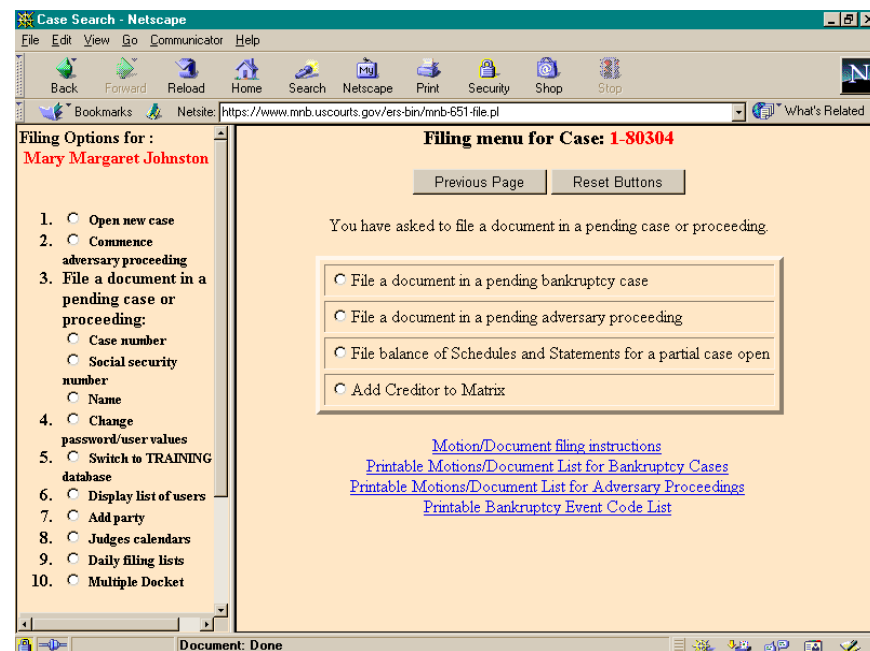 Case Search - Netscape
File Edit View Go Communicator Help
Back Forward Reload Home Search Netscape Print Security Shop Stop
My
N
Bookmarks Netsite: https://www.mnb.uscourts.gov/ers-bin/mnb-651-file.pl What's Related
Filing Options for :
Mary Margaret Johnston
1. Open new case
2. Commence
adversary proceeding
3. File a document in a
pending case or
proceeding:
Case number
Social security
number
Name
4. Change
password/user values
5. Switch to TRAINING
database
6. Display list of users
7. Add party
8. Judges calendars
9. Daily filing lists
10. Multiple Docket
Filing menu for Case: 1-80304
Previous Page Reset Buttons
You have asked to file a document in a pending case or proceeding.
File a document in a pending bankruptcy case
File a document in a pending adversary proceeding
File balance of Schedules and Statements for a partial case open
Add Creditor to Matrix
Motion/Document filing instructions
Printable Motions/Document List for Bankruptcy Cases
Printable Motions/Document List for Adversary Proceedings
Printable Bankruptcy Event Code List
Document: Done